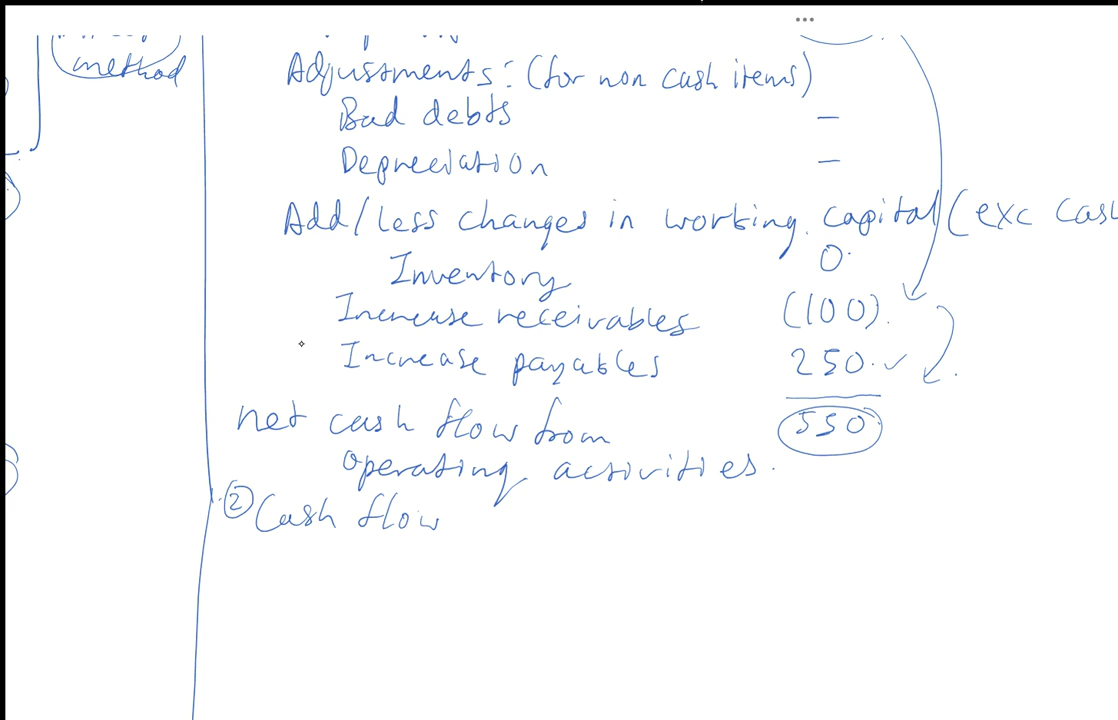 method
Adjustments: (for non cash items)
Bad debts -
Depreciation -
Add/less changes in working capital (exc cas
Inventory 0
Increase receivables (100)
Increase payables 250 ✓
net cash flow from 550
operating activities.
② Cash flow